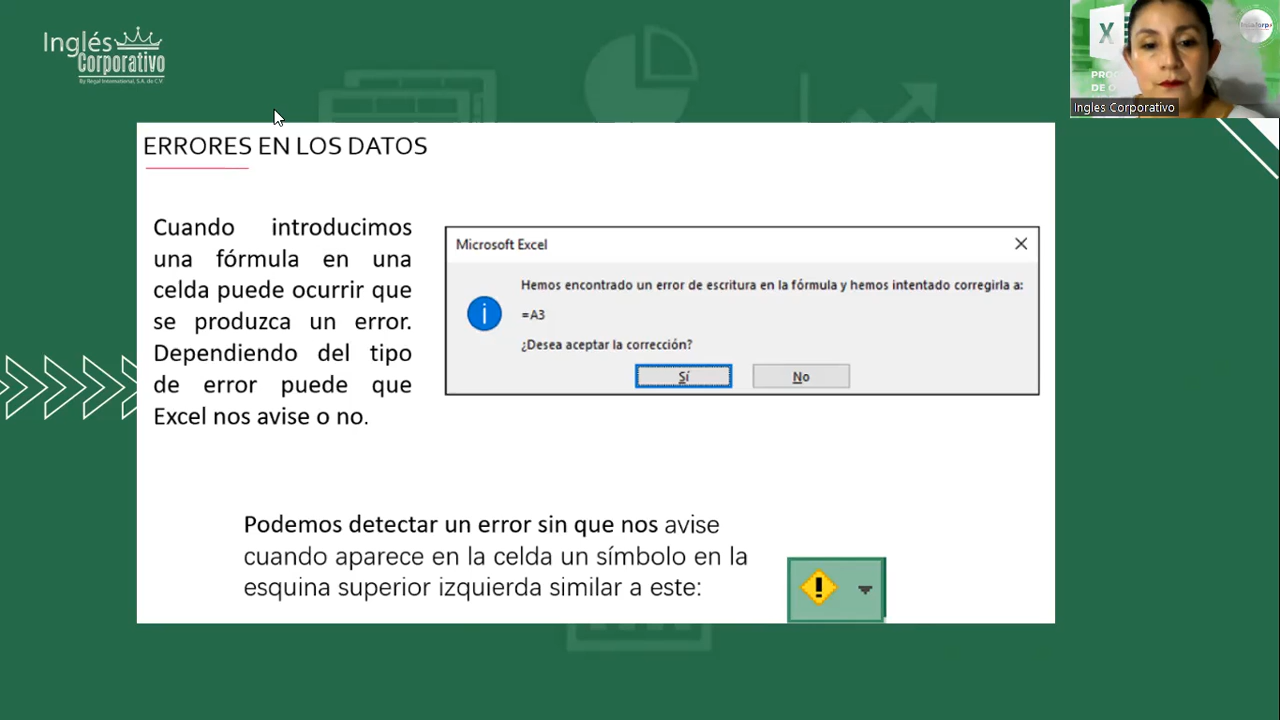 Inglés
Corporativo
By Regal International, S.A. de C.V.
Ingles Corporativo
ERRORES EN LOS DATOS
Cuando introducimos
una fórmula en una
celda puede ocurrir que
se produzca un error.
Dependiendo del tipo
de error puede que
Excel nos avise o no.
Microsoft Excel
Hemos encontrado un error de escritura en la fórmula y hemos intentado corregirla a:
=A3
¿Desea aceptar la corrección?
Sí
No
Podemos detectar un error sin que nos avise
cuando aparece en la celda un símbolo en la
esquina superior izquierda similar a este: